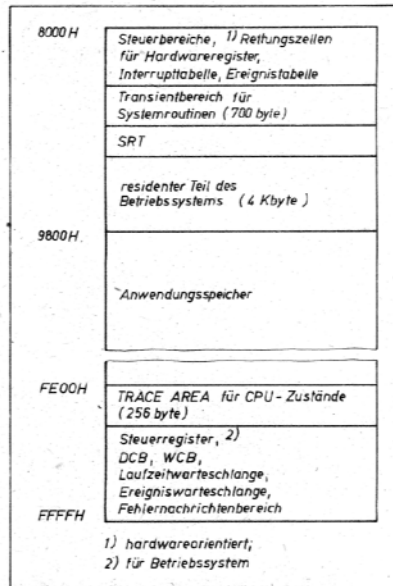 8000H
Steuerbereiche, 1) Rettungszellen
für Hardwareregister,
Interrupttabelle, Ereignistabelle
Transientbereich für
Systemroutinen (700 byte)
SRT
residenter Teil des
Betriebssystems (4 Kbyte)
9800H
Anwendungsspeicher
FE00H
TRACE AREA für CPU-Zustände
(256 byte)
Steuerregister, 2)
DCB, WCB,
Laufzeitwarteschlange,
Ereigniswarteschlange,
Fehlernachrichtenbereich
FFFFH
1) hardwareorientiert;
2) für Betriebssystem